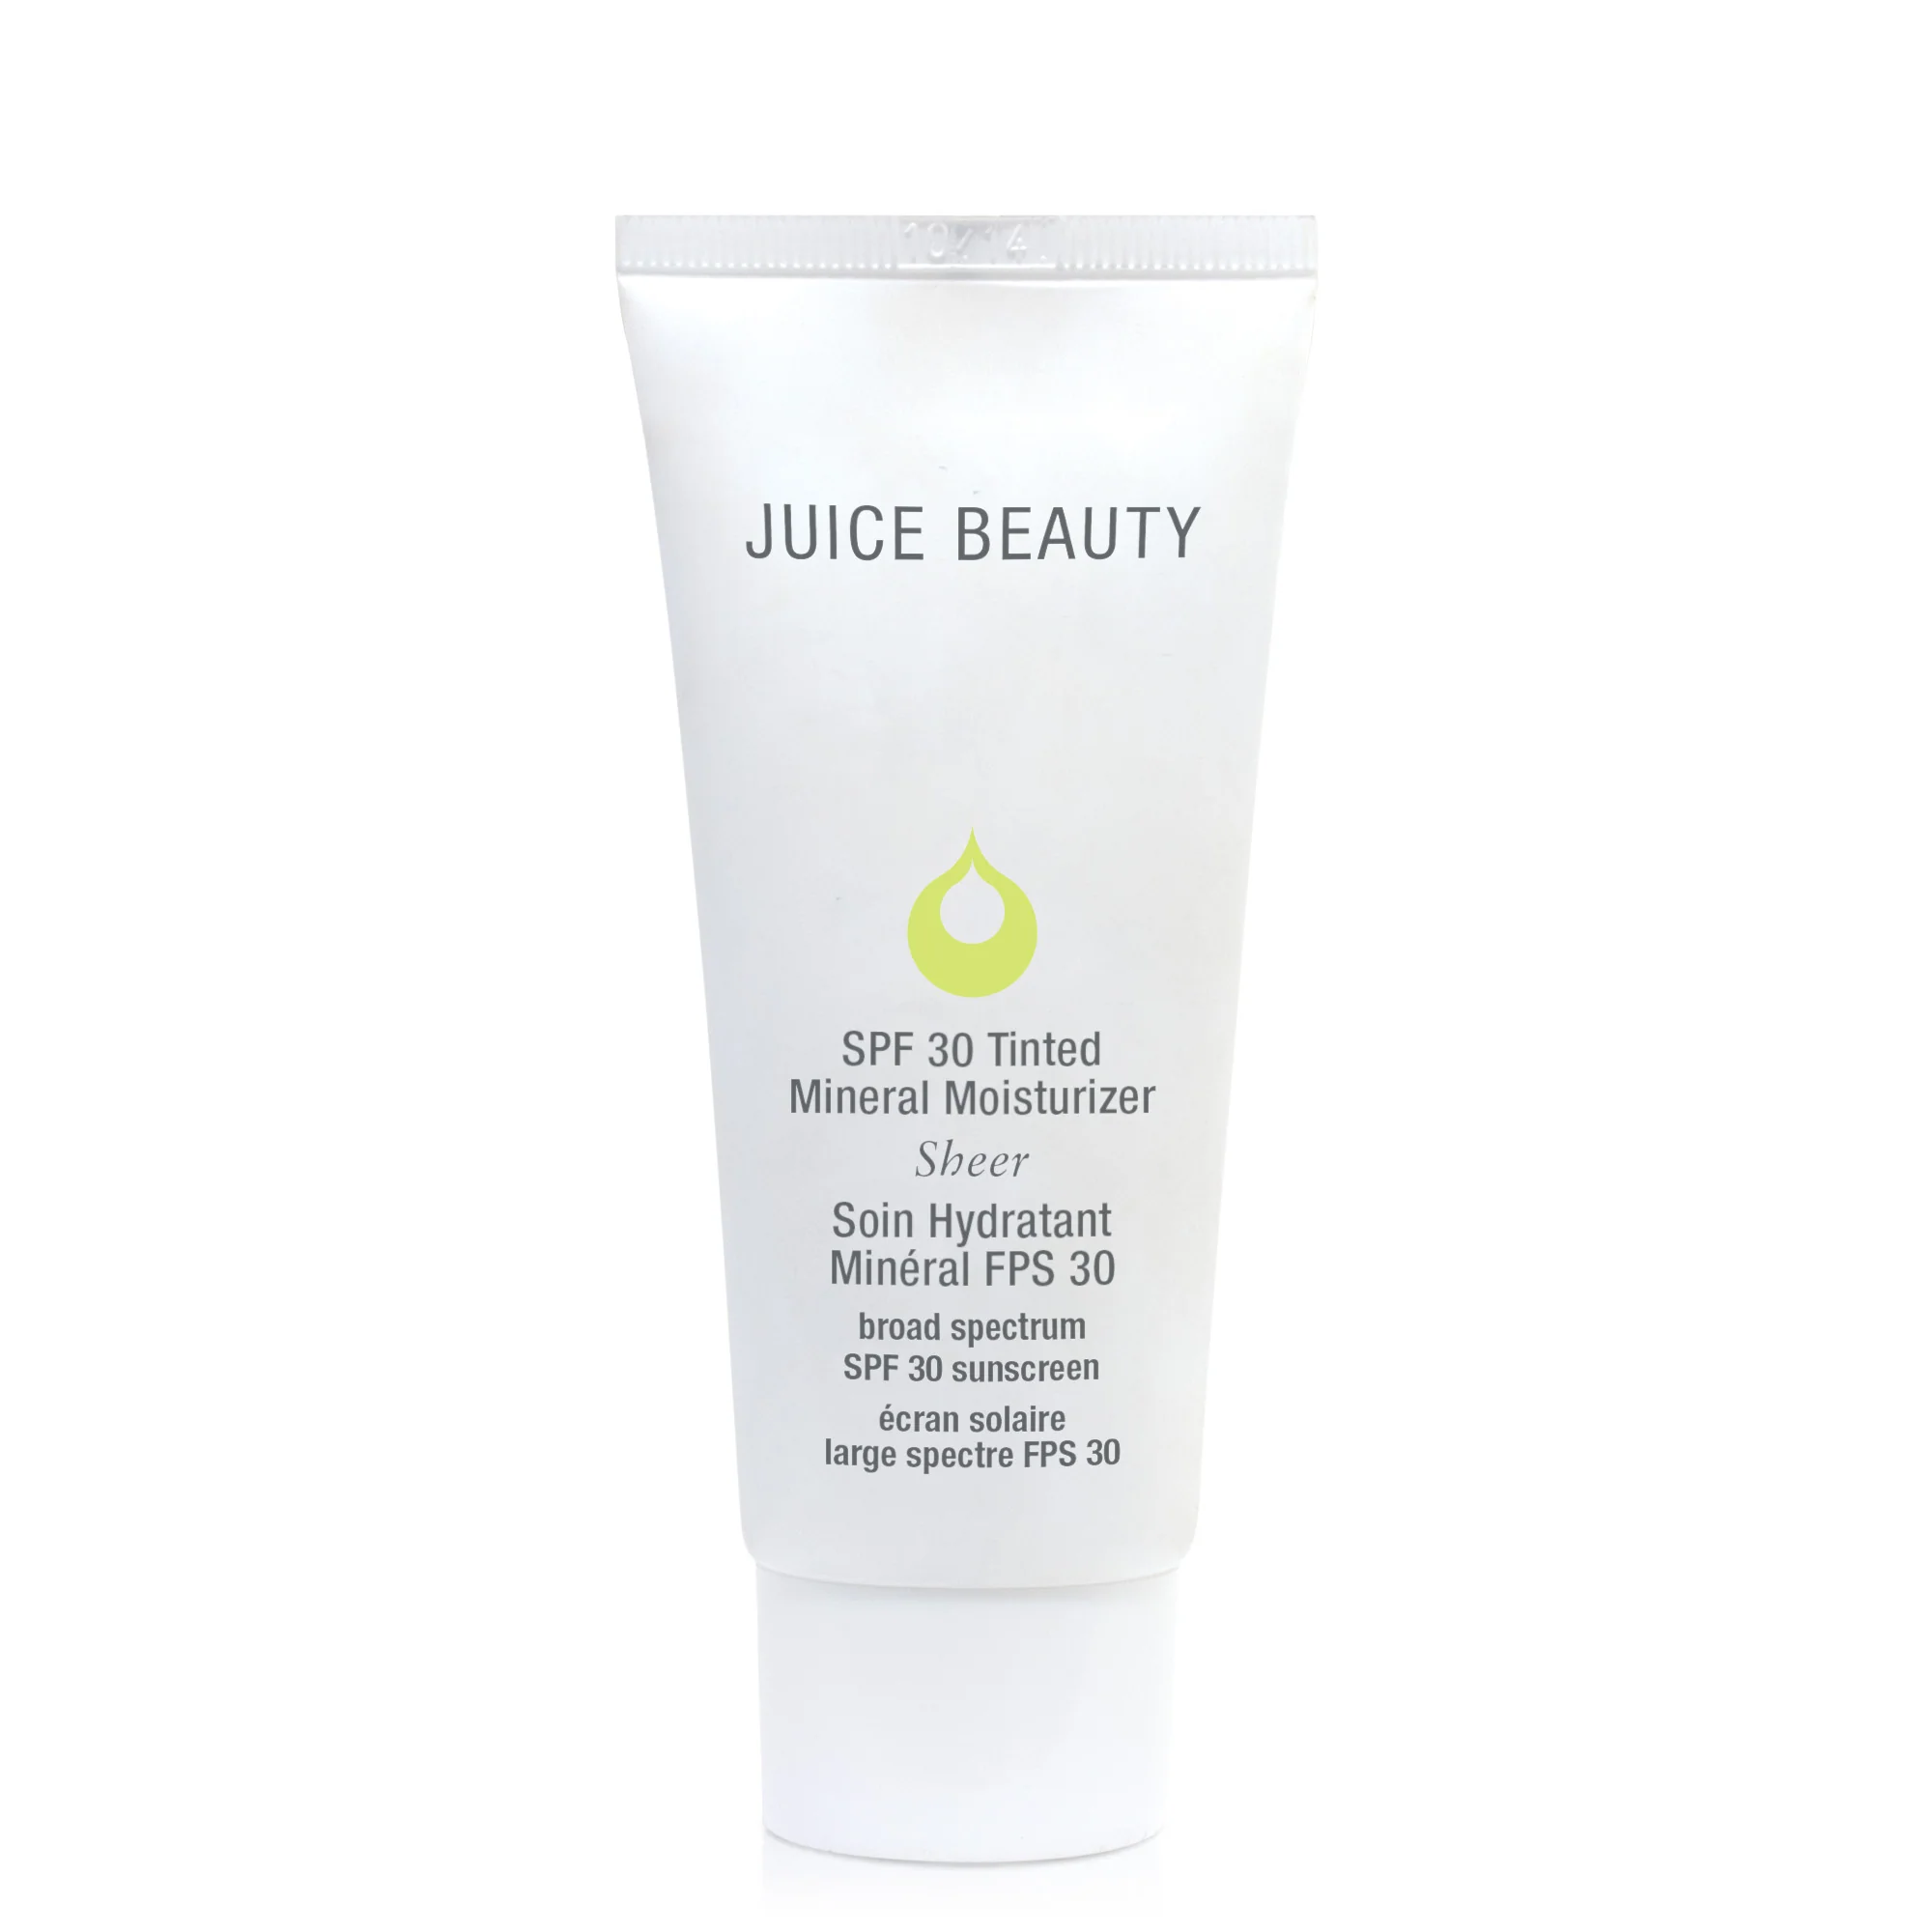 JUICE BEAUTY
SPF 30 Tinted
Mineral Moisturizer
Sheer
Soin Hydratant
Minéral FPS 30
broad spectrum
SPF 30 sunscreen
écran solaire
large spectre FPS 30